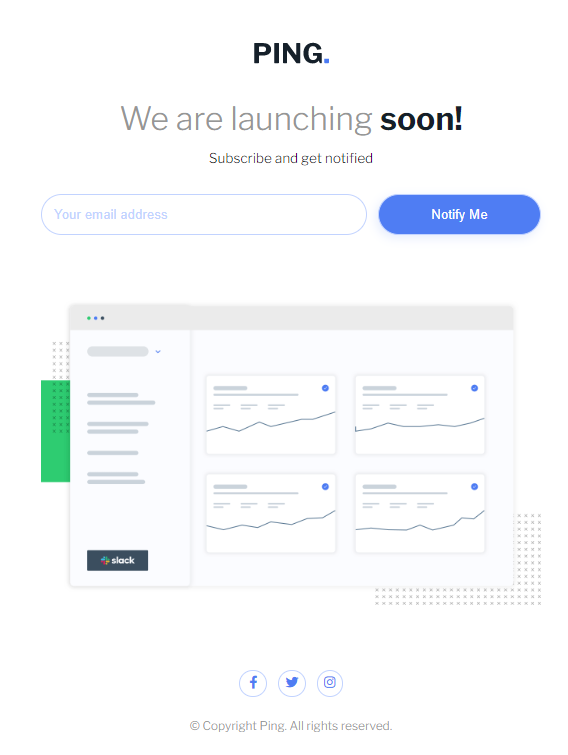 PING.
We are launching soon!
Subscribe and get notified
Your email address
Notify Me
slack
© Copyright Ping. All rights reserved.